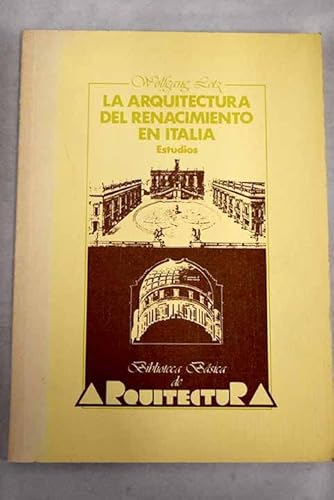 Wolfgang Lotz
LA ARQUITECTURA
DEL RENACIMIENTO
EN ITALIA
Estudios
Biblioteca Básica
de
ARQUITECTURA